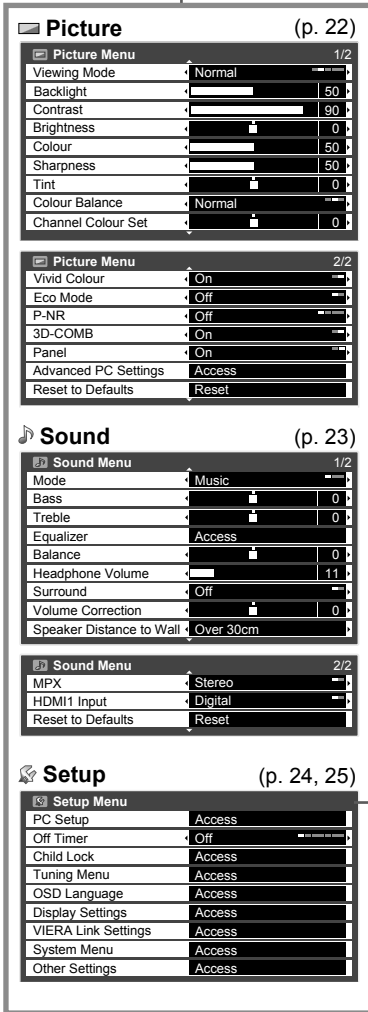 Picture (p. 22)
Picture Menu 1/2
Viewing Mode Normal
Backlight 50
Contrast 90
Brightness 0
Colour 50
Sharpness 50
Tint 0
Colour Balance Normal
Channel Colour Set 0
Picture Menu 2/2
Vivid Colour On
Eco Mode Off
P-NR Off
3D-COMB On
Panel On
Advanced PC Settings Access
Reset to Defaults Reset
Sound (p. 23)
Sound Menu 1/2
Mode Music
Bass 0
Treble 0
Equalizer Access
Balance 0
Headphone Volume 11
Surround Off
Volume Correction 0
Speaker Distance to Wall Over 30cm
Sound Menu 2/2
MPX Stereo
HDMI1 Input Digital
Reset to Defaults Reset
Setup (p. 24, 25)
Setup Menu
PC Setup Access
Off Timer Off
Child Lock Access
Tuning Menu Access
OSD Language Access
Display Settings Access
VIERA Link Settings Access
System Menu Access
Other Settings Access